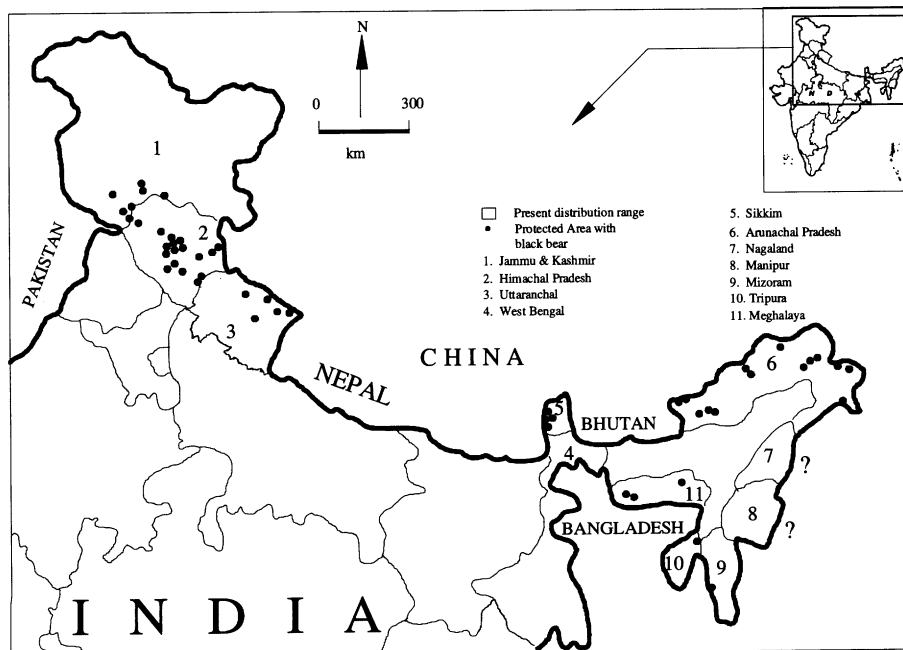 N
0 300
km
1
2
3
PAKISTAN
NEPAL
CHINA
Present distribution range
Protected Area with
black bear
1. Jammu & Kashmir
2. Himachal Pradesh
3. Uttaranchal
4. West Bengal
5. Sikkim
6. Arunachal Pradesh
7. Nagaland
8. Manipur
9. Mizoram
10. Tripura
11. Meghalaya
5
BHUTAN
6
4
7
?
11
8
?
BANGLADESH
10
9
INDIA